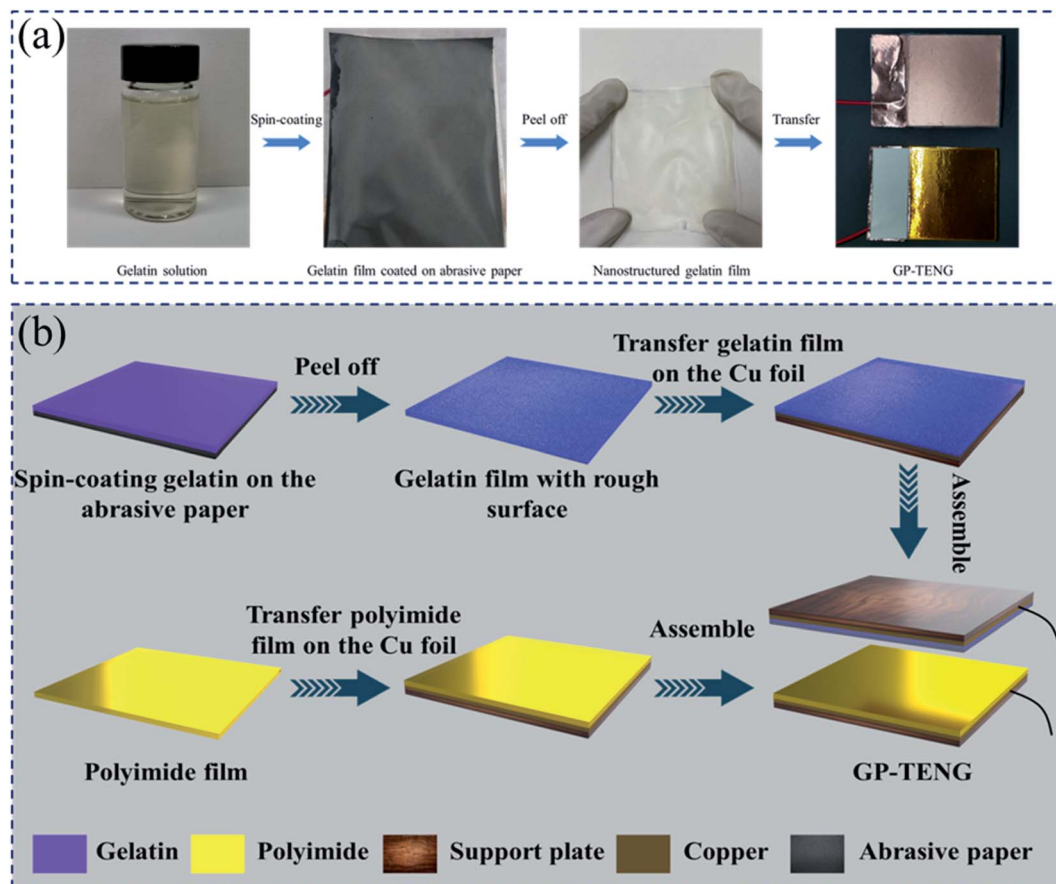 (a)
Spin-coating
Peel off
Transfer
Gelatin solution
Gelatin film coated on abrasive paper
Nanostructured gelatin film
GP-TENG
(b)
Peel off
Transfer gelatin film
on the Cu foil
Spin-coating gelatin on the
abrasive paper
Gelatin film with rough
surface
Assemble
Transfer polyimide
film on the Cu foil
Assemble
Polyimide film
GP-TENG
Gelatin
Polyimide
Support plate
Copper
Abrasive paper